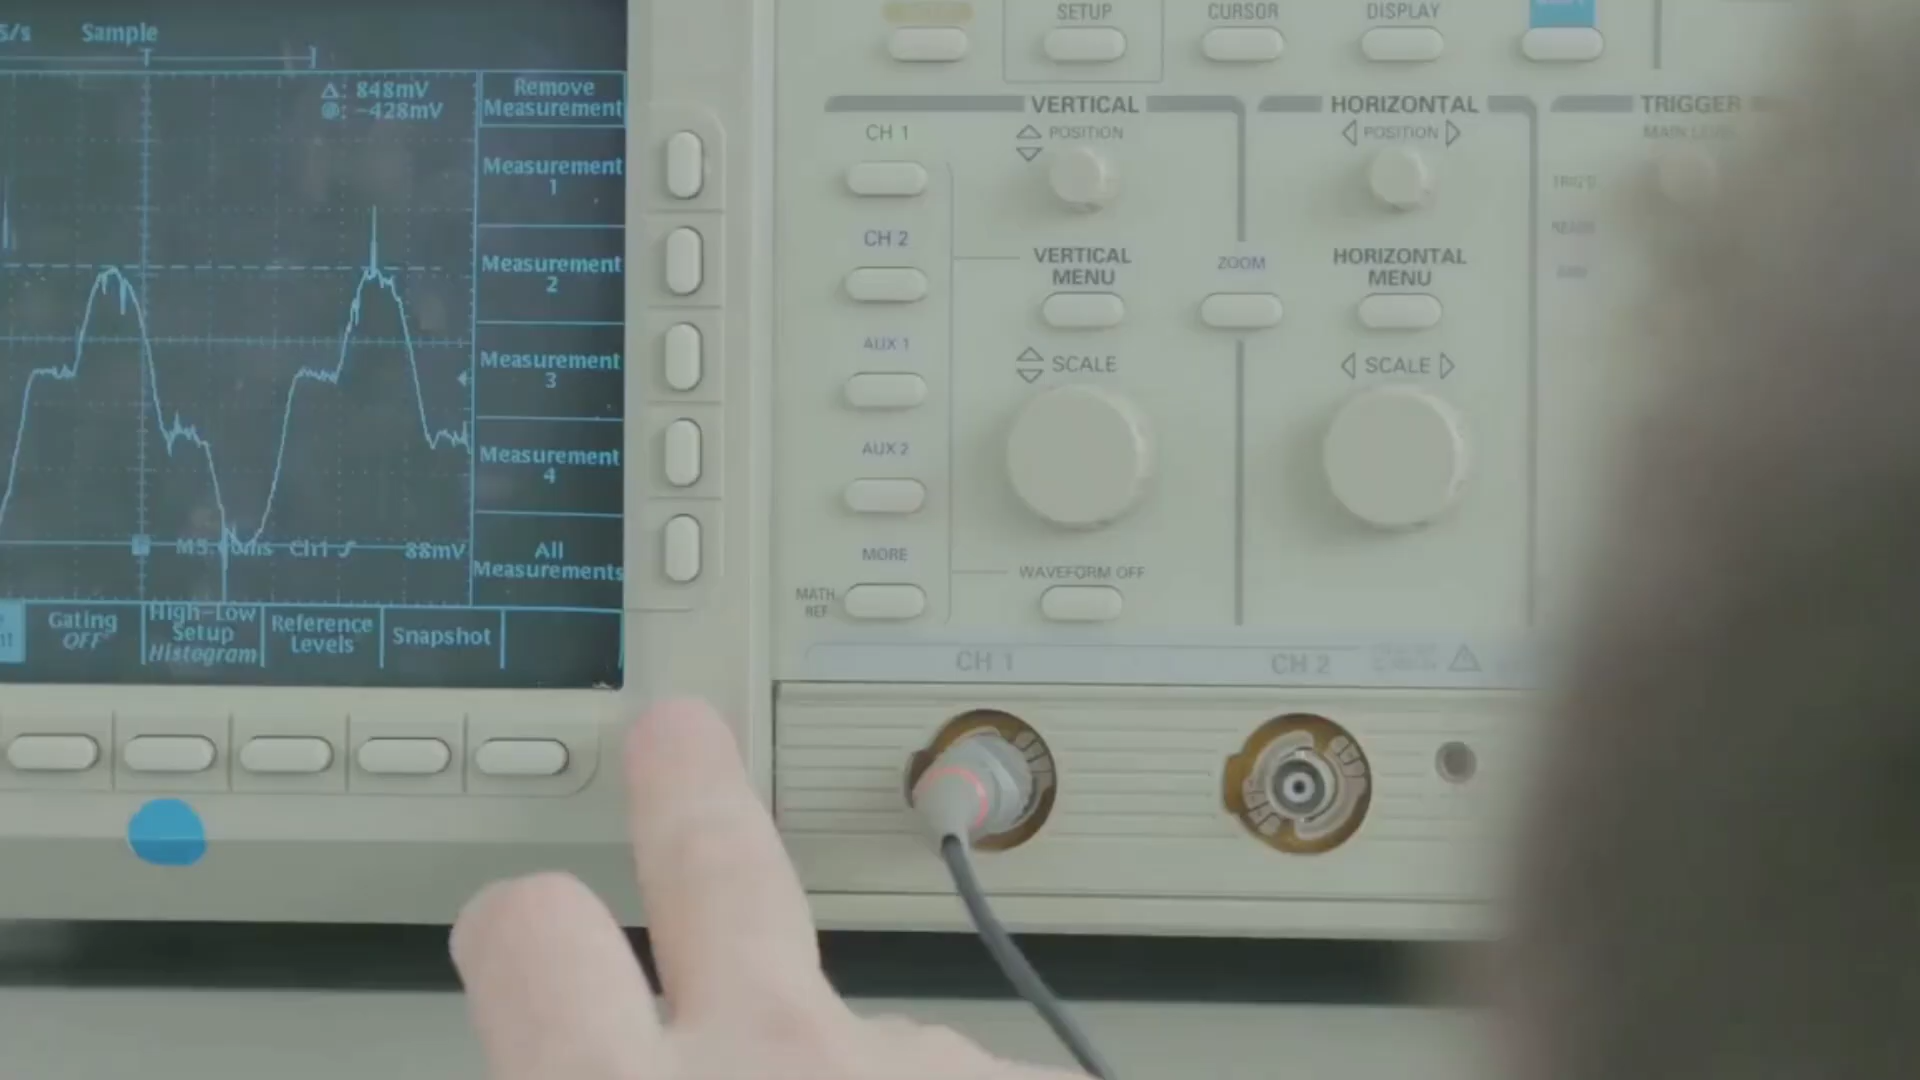 S/s Sample
Δ: 848mV
@: -428mV
Remove
Measurement
Measurement
1
Measurement
2
Measurement
3
Measurement
4
All
Measurements
Ch1 88mV
Gating
OFF
High-Low
Setup
Histogram
Reference
Levels
Snapshot
SETUP
CURSOR
DISPLAY
VERTICAL
HORIZONTAL
TRIGGER
CH 1
POSITION
POSITION
MAIN
CH 2
VERTICAL
MENU
ZOOM
HORIZONTAL
MENU
AUX 1
SCALE
SCALE
AUX 2
MORE
WAVEFORM OFF
MATH
REF
CH 1
CH 2